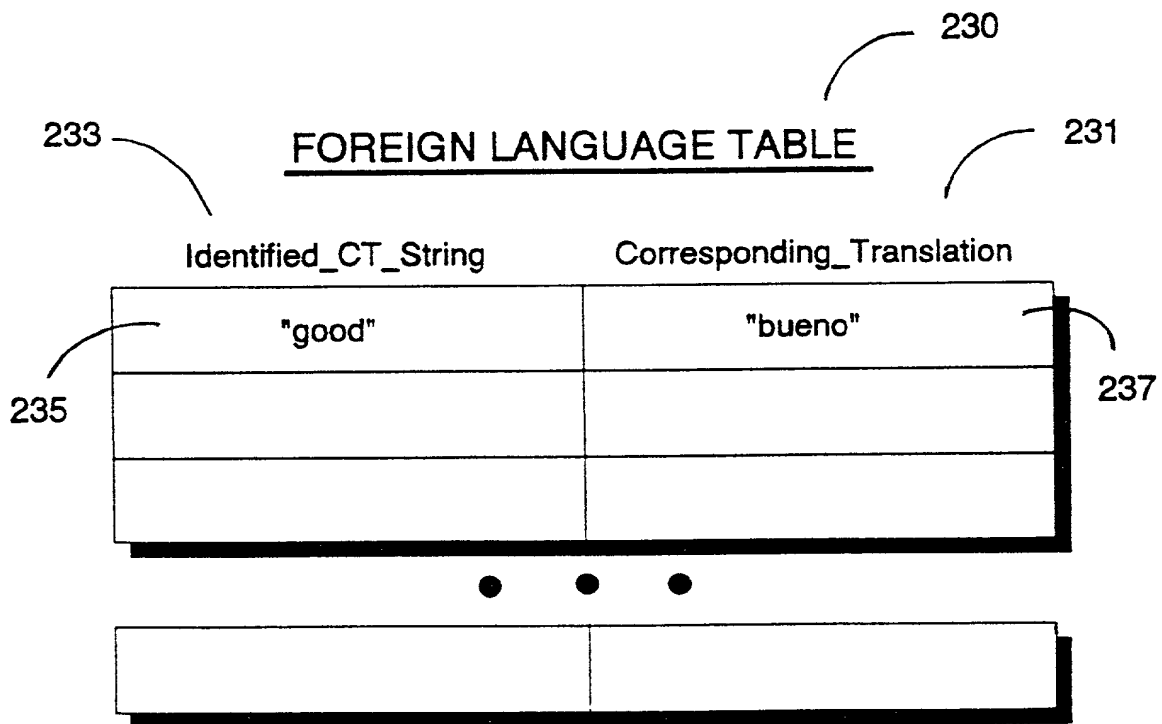 230
233
FOREIGN LANGUAGE TABLE
231
Identified_CT_String Corresponding_Translation
"good" "bueno"
235
237